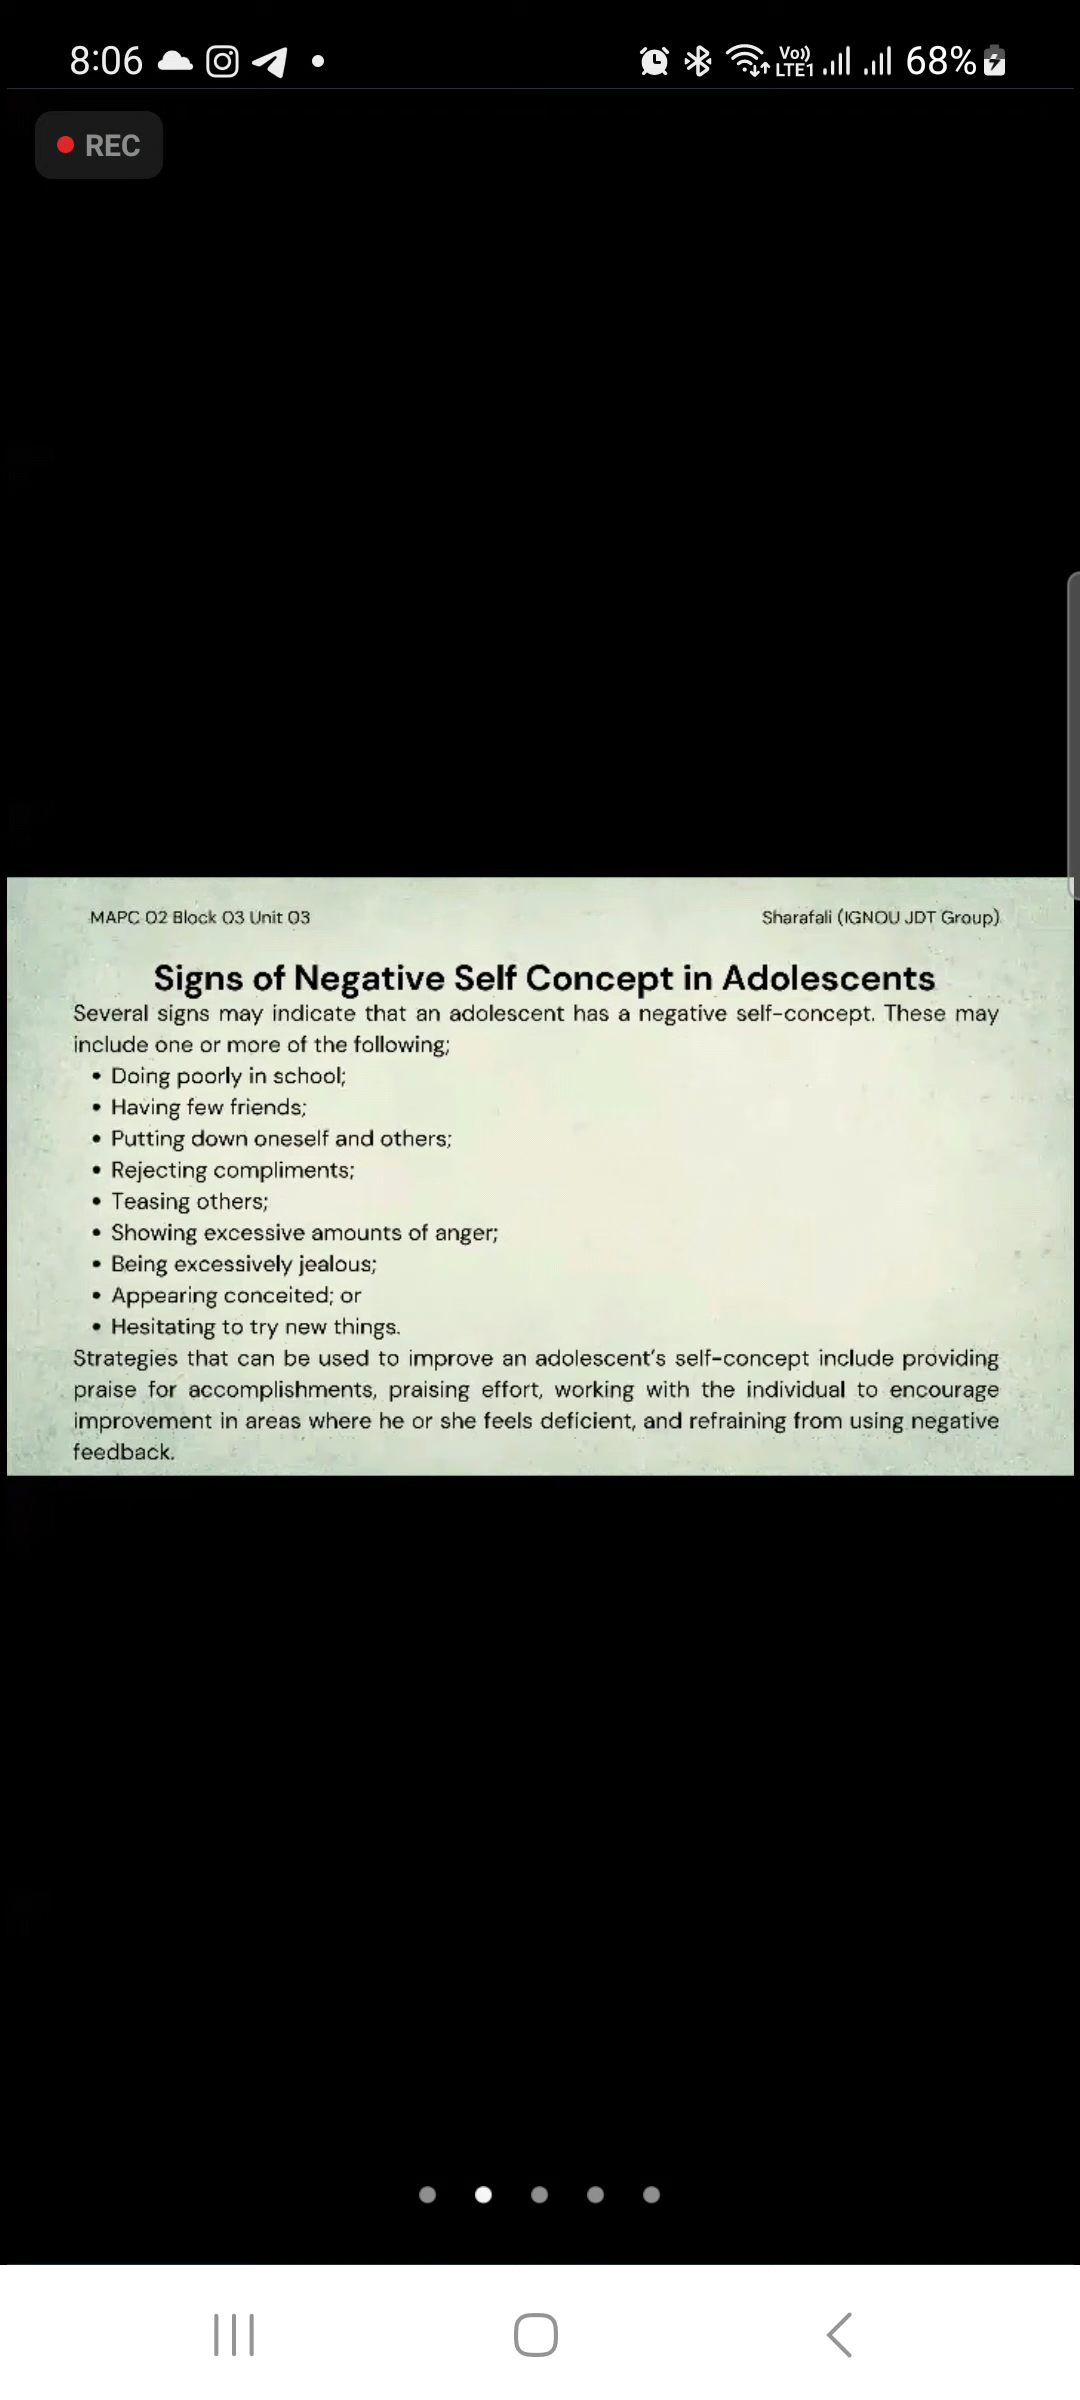 8:06
Vo))
LTE1
68%
REC
MAPC 02 Block 03 Unit 03
Sharafali (IGNOU JDT Group)
Signs of Negative Self Concept in Adolescents
Several signs may indicate that an adolescent has a negative self-concept. These may
include one or more of the following;
• Doing poorly in school;
• Having few friends;
• Putting down oneself and others;
• Rejecting compliments;
• Teasing others;
• Showing excessive amounts of anger;
• Being excessively jealous;
• Appearing conceited; or
• Hesitating to try new things.
Strategies that can be used to improve an adolescent's self-concept include providing
praise for accomplishments, praising effort, working with the individual to encourage
improvement in areas where he or she feels deficient, and refraining from using negative
feedback.